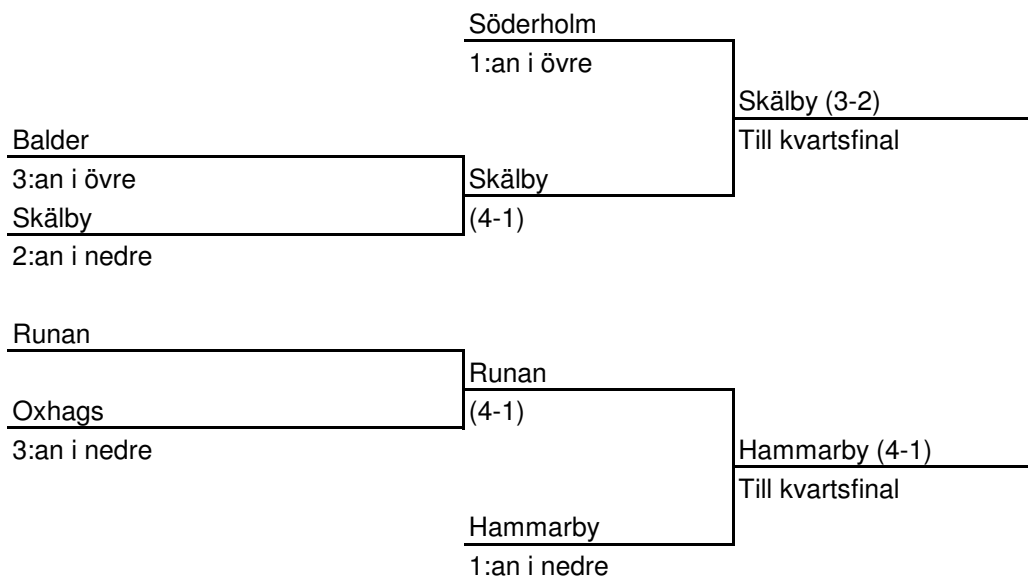 Söderholm
1:an i övre
Skälby (3-2)
Balder
Till kvartsfinal
3:an i övre
Skälby
Skälby
(4-1)
2:an i nedre
Runan
Runan
Oxhags
(4-1)
3:an i nedre
Hammarby (4-1)
Till kvartsfinal
Hammarby
1:an i nedre